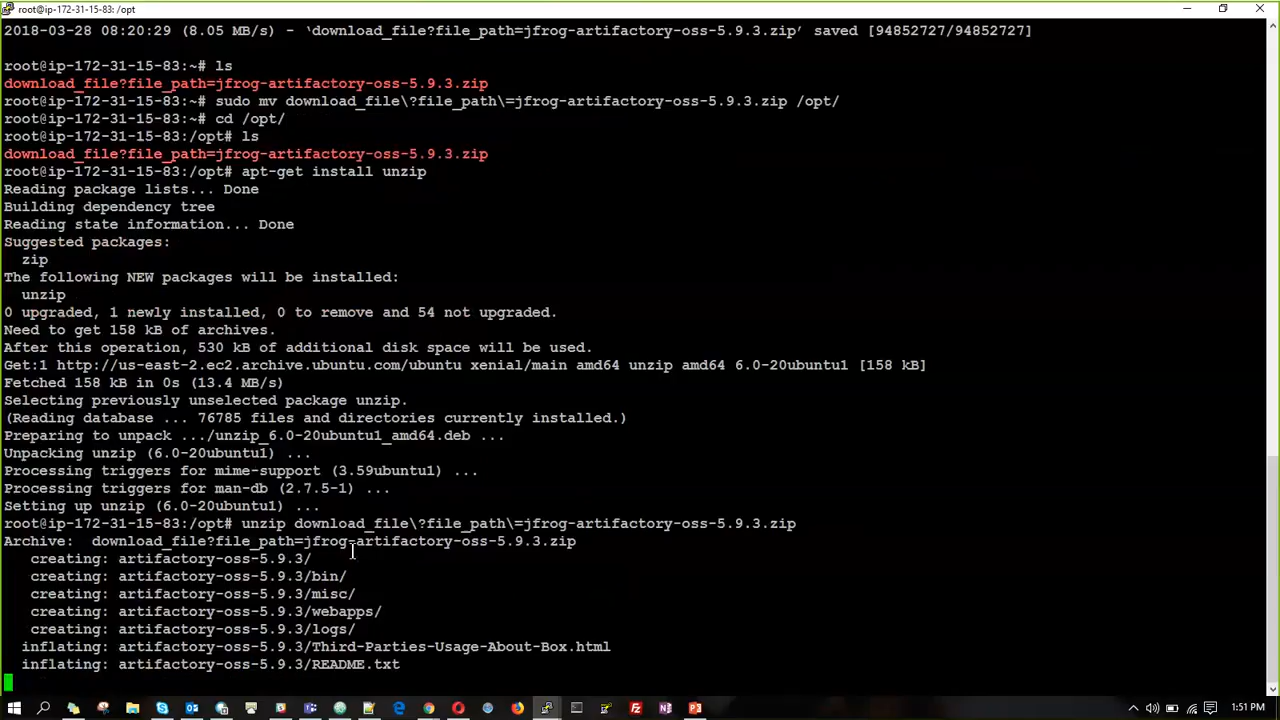 root@ip-172-31-15-83: /opt
2018-03-28 08:20:29 (8.05 MB/s) - ‘download_file?file_path=jfrog-artifactory-oss-5.9.3.zip’ saved [94852727/94852727]
root@ip-172-31-15-83:~# ls
download_file?file_path=jfrog-artifactory-oss-5.9.3.zip
root@ip-172-31-15-83:~# sudo mv download_file\?file_path\=jfrog-artifactory-oss-5.9.3.zip /opt/
root@ip-172-31-15-83:~# cd /opt/
root@ip-172-31-15-83:/opt# ls
download_file?file_path=jfrog-artifactory-oss-5.9.3.zip
root@ip-172-31-15-83:/opt# apt-get install unzip
Reading package lists... Done
Building dependency tree
Reading state information... Done
Suggested packages:
  zip
The following NEW packages will be installed:
  unzip
0 upgraded, 1 newly installed, 0 to remove and 54 not upgraded.
Need to get 158 kB of archives.
After this operation, 530 kB of additional disk space will be used.
Get:1 http://us-east-2.ec2.archive.ubuntu.com/ubuntu xenial/main amd64 unzip amd64 6.0-20ubuntu1 [158 kB]
Fetched 158 kB in 0s (13.4 MB/s)
Selecting previously unselected package unzip.
(Reading database ... 76785 files and directories currently installed.)
Preparing to unpack .../unzip_6.0-20ubuntu1_amd64.deb ...
Unpacking unzip (6.0-20ubuntu1) ...
Processing triggers for mime-support (3.59ubuntu1) ...
Processing triggers for man-db (2.7.5-1) ...
Setting up unzip (6.0-20ubuntu1) ...
root@ip-172-31-15-83:/opt# unzip download_file\?file_path\=jfrog-artifactory-oss-5.9.3.zip
Archive:  download_file?file_path=jfrog-artifactory-oss-5.9.3.zip
   creating: artifactory-oss-5.9.3/
   creating: artifactory-oss-5.9.3/bin/
   creating: artifactory-oss-5.9.3/misc/
   creating: artifactory-oss-5.9.3/webapps/
   creating: artifactory-oss-5.9.3/logs/
  inflating: artifactory-oss-5.9.3/Third-Parties-Usage-About-Box.html
  inflating: artifactory-oss-5.9.3/README.txt
1:51 PM